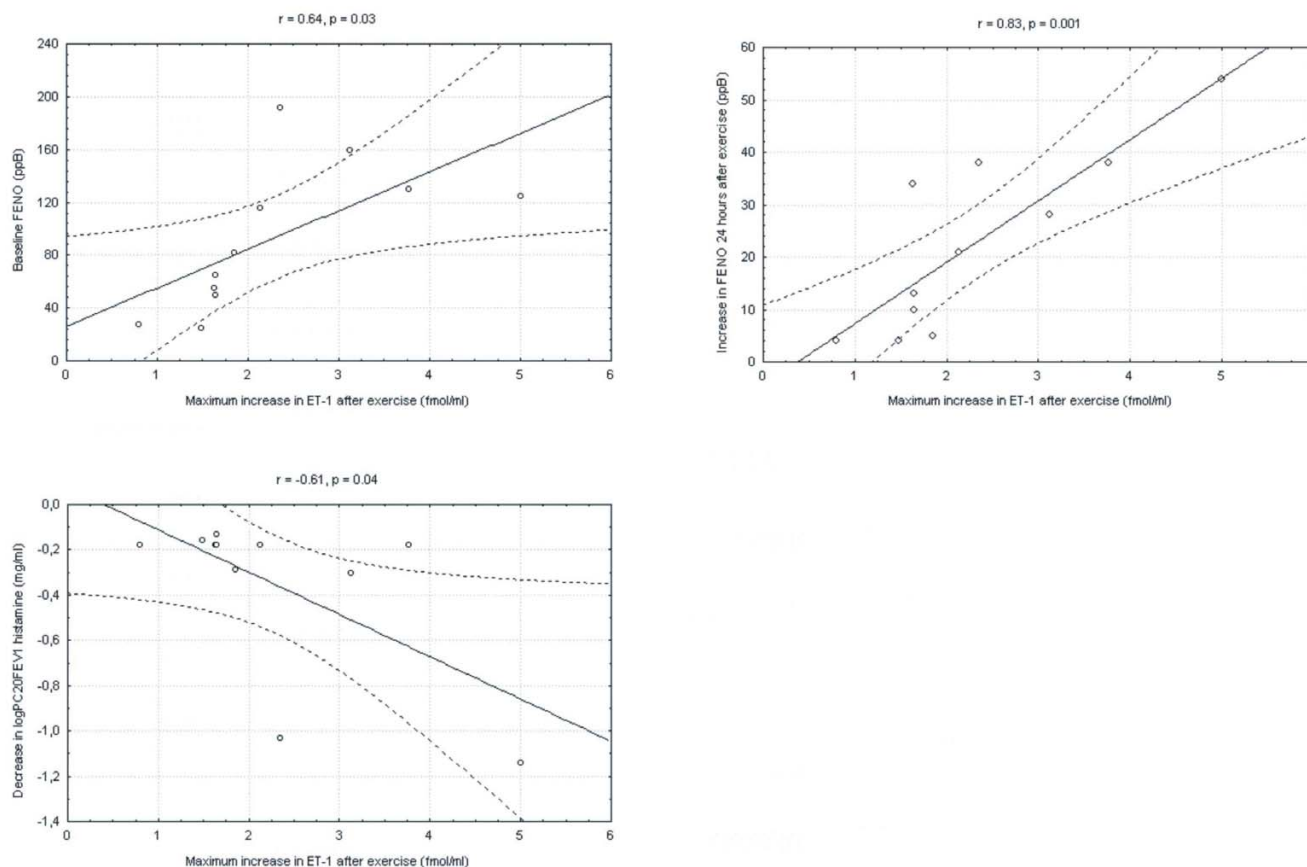 r = 0.64, p = 0.03
240
200
160
120
80
40
0
Baseline FENO (ppB)
0 1 2 3 4 5 6
Maximum increase in ET-1 after exercise (fmol/ml)
r = 0.83, p = 0.001
60
50
40
30
20
10
0
Increase in FENO 24 hours after exercise (ppB)
0 1 2 3 4 5
Maximum increase in ET-1 after exercise (fmol/ml)
r = -0.61, p = 0.04
0,0
-0,2
-0,4
-0,6
-0,8
-1,0
-1,2
-1,4
Decrease in logPC20FEV1 histamine (mg/ml)
0 1 2 3 4 5 6
Maximum increase in ET-1 after exercise (fmol/ml)